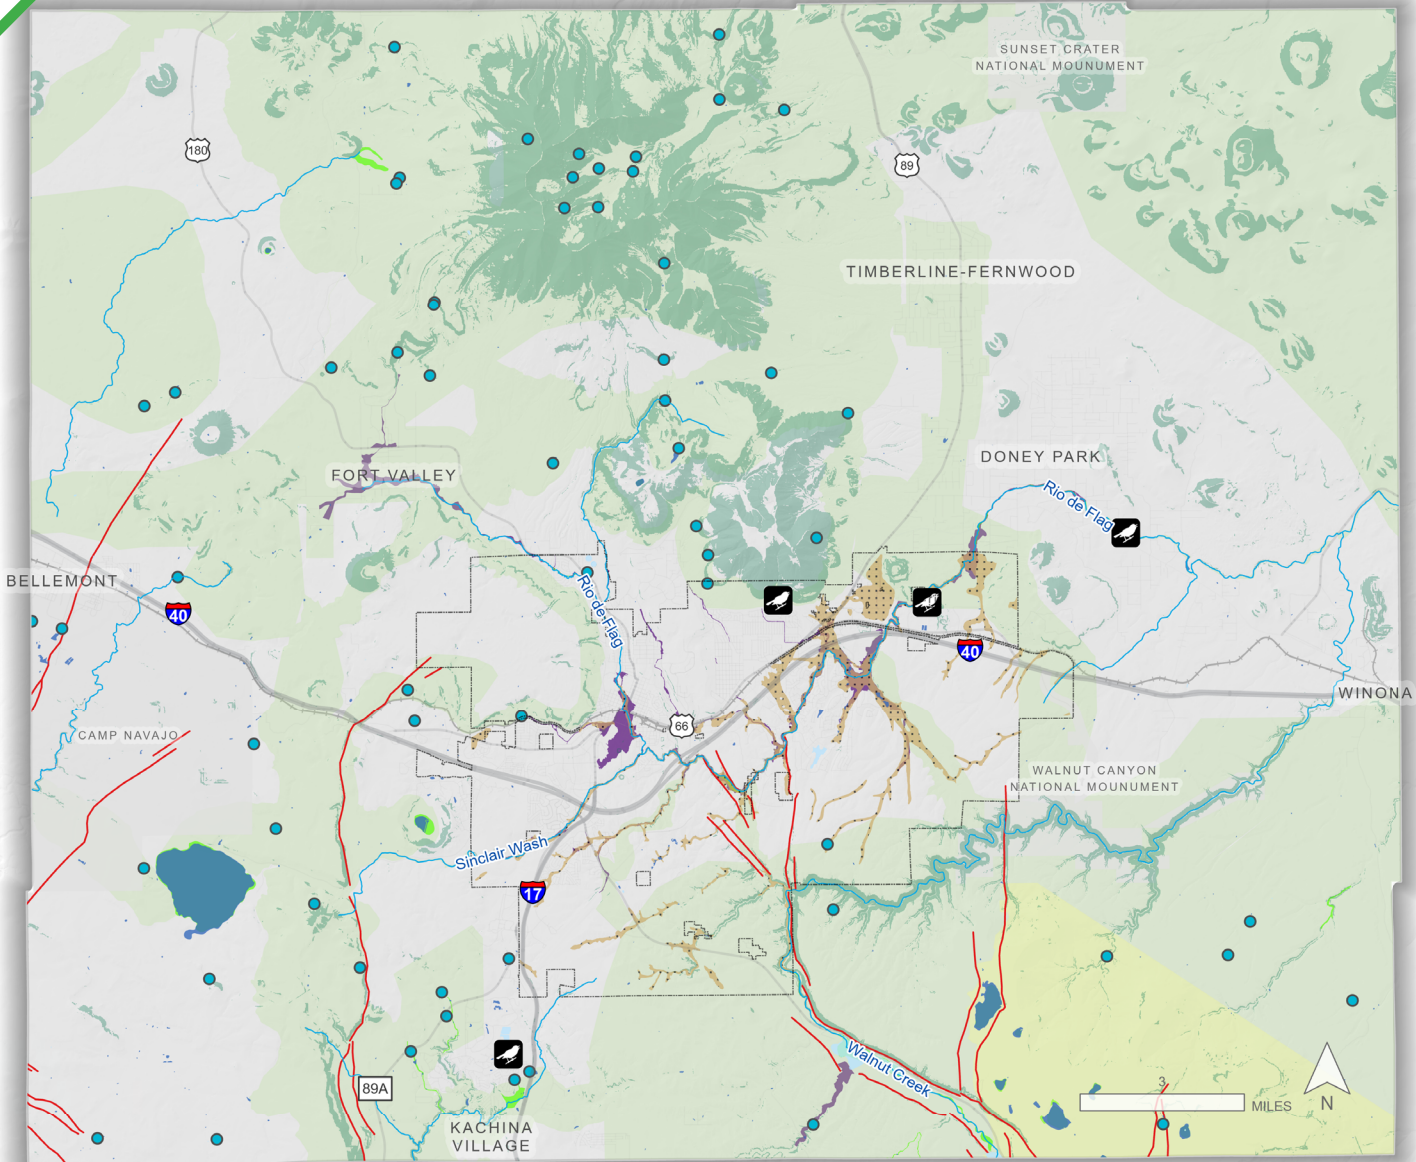 SUNSET CRATER
NATIONAL MOUNUMENT
180
89
TIMBERLINE-FERNWOOD
DONEY PARK
FORT VALLEY
Rio de Flag
BELLEMONT
40
Rio de Flag
40
WINONA
66
CAMP NAVAJO
WALNUT CANYON
NATIONAL MOUNUMENT
Sinclair Wash
17
Walnut Creek
89A
3
MILES
N
KACHINA
VILLAGE